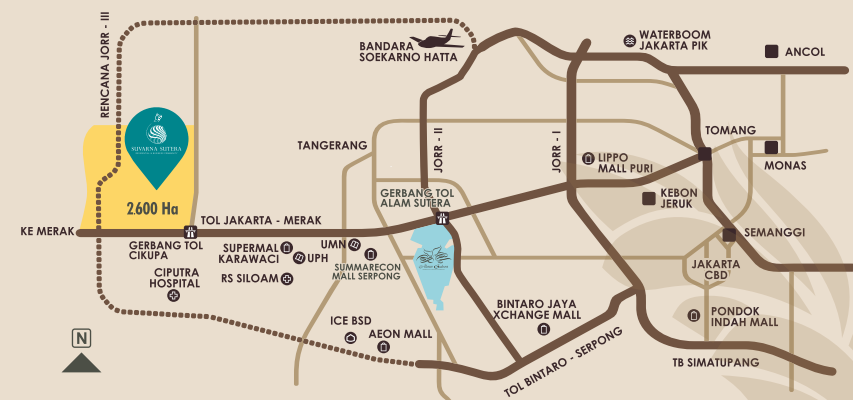 RENCANA JORR - III
BANDARA
SOEKARNO HATTA
WATERBOOM
JAKARTA PIK
ANCOL
SUVARNA SUTERA
TANGERANG
JORR - II
JORR - I
TOMANG
LIPPO
MALL PURI
MONAS
GERBANG TOL
ALAM SUTERA
KEBON
JERUK
2.600 Ha
KE MERAK
TOL JAKARTA - MERAK
SEMANGGI
GERBANG TOL
CIKUPA
SUPERMAL
KARAWACI
UMN
UPH
SUMMARECON
MALL SERPONG
JAKARTA
CBD
CIPUTRA
HOSPITAL
RS SILOAM
BINTARO JAYA
XCHANGE MALL
PONDOK
INDAH MALL
ICE BSD
AEON MALL
N
TOL BINTARO - SERPONG
TB SIMATUPANG